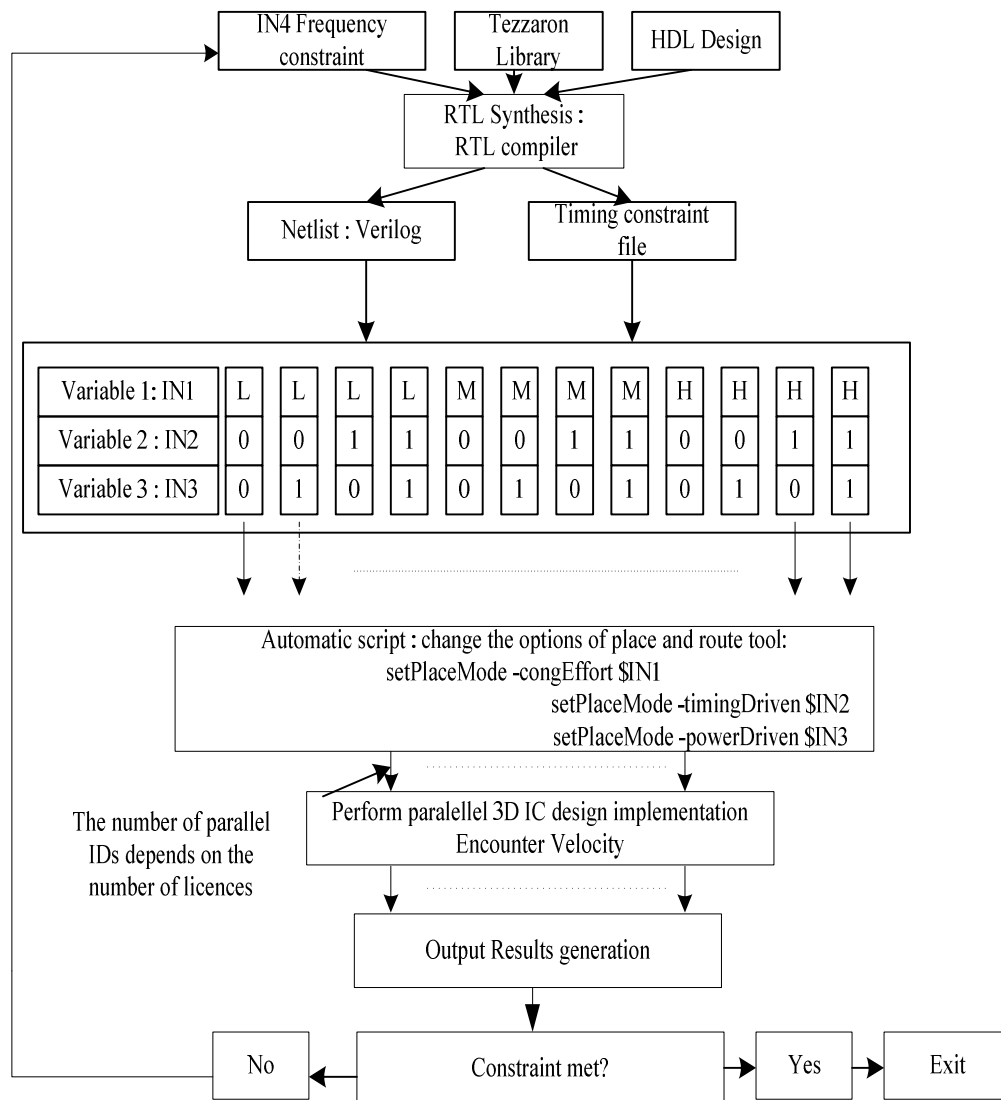 IN4 Frequency
constraint
Tezzaron
Library
HDL Design
RTL Synthesis :
RTL compiler
Netlist : Verilog
Timing constraint
file
Variable 1: IN1 L L L L M M M M H H H H
Variable 2 : IN2 0 0 1 1 0 0 1 1 0 0 1 1
Variable 3 : IN3 0 1 0 1 0 1 0 1 0 1 0 1
Automatic script : change the options of place and route tool:
setPlaceMode -congEffort $IN1
setPlaceMode -timingDriven $IN2
setPlaceMode -powerDriven $IN3
The number of parallel
IDs depends on the
number of licences
Perform paralellel 3D IC design implementation
Encounter Velocity
Output Results generation
No
Constraint met?
Yes
Exit